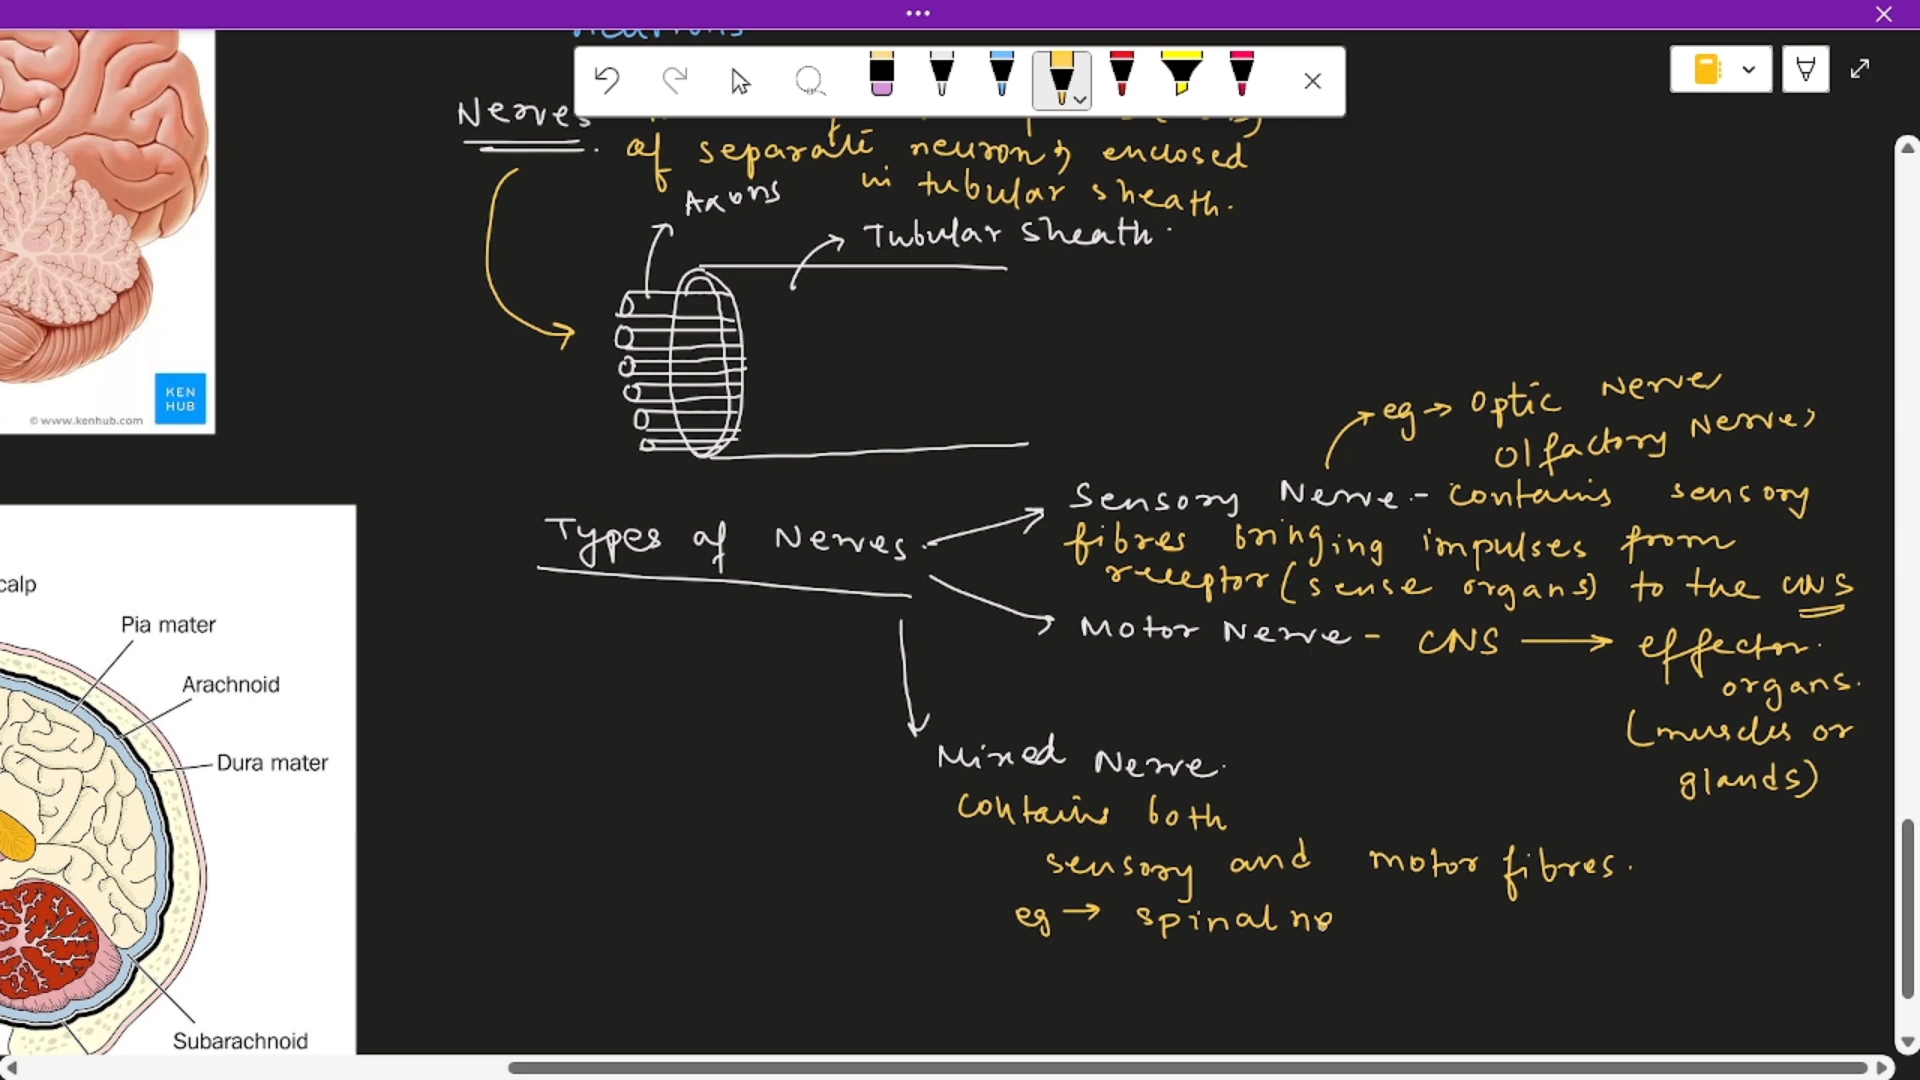 Nerves
of separate neurons, enclosed
in tubular sheath.
Axons
Tubular sheath.
KEN
HUB
© www.kenhub.com
eg → Optic Nerve
Olfactory Nerves
Types of Nerves.
Sensory Nerve - contains sensory
fibres bringing impulses from
receptor (sense organs) to the CNS
Motor Nerve - CNS → effector
organs.
(muscles or
glands)
Mixed Nerve.
contains both
sensory and motor fibres.
eg → spinal
calp
Pia mater
Arachnoid
Dura mater
Subarachnoid